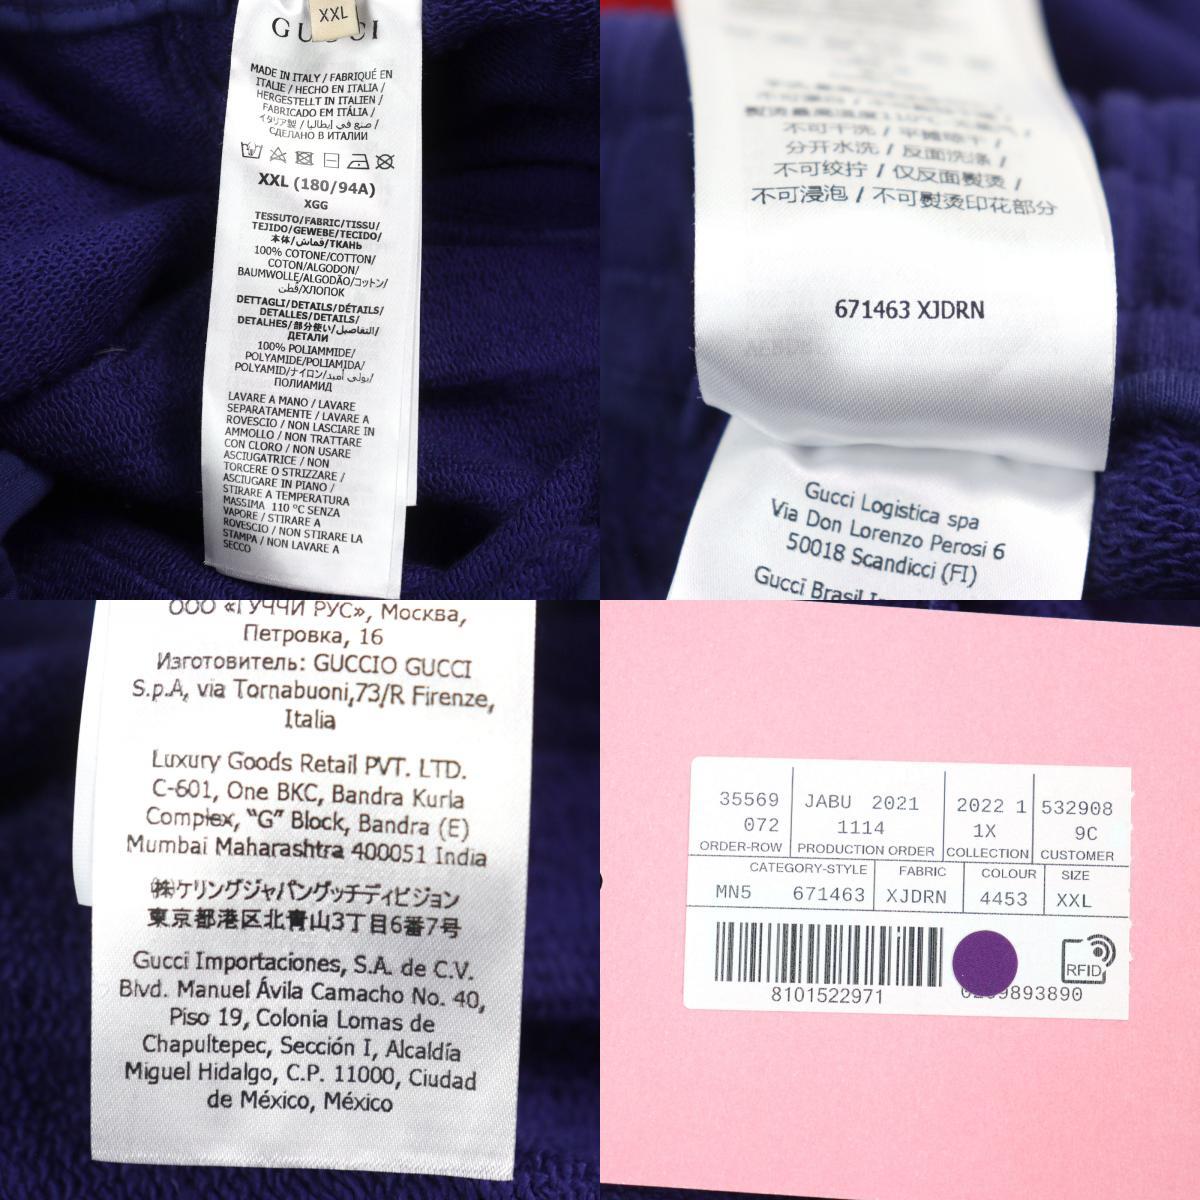 XXL
GUCCI
MADE IN ITALY / FABRIQUÉ EN
ITALIE / HECHO EN ITALIA /
HERGESTELLT IN ITALIEN /
FABRICADO EM ITÁLIA /
イタリア製 / صنع في إيطاليا /
СДЕЛАНО В ИТАЛИИ
XXL (180/94A)
XGG
TESSUTO/FABRIC/TISSU/
TEJIDO/GEWEBE/TECIDO/
本体/قماش/ТКАНЬ
100% COTONE/COTTON/
COTON/ALGODON/
BAUMWOLLE/ALGODÃO/コットン/
قطن/ХЛОПОК
DETTAGLI/DETAILS/DÉTAILS/
DETALLES/DETAILS/
DETALHES/部分使い/التفاصيل/
ДЕТАЛИ
100% POLIAMMIDE/
POLYAMIDE/POLIAMIDA/
POLYAMID/ナイロン/بولي أميد/
ПОЛИАМИД
LAVARE A MANO / LAVARE
SEPARATAMENTE / LAVARE A
ROVESCIO / NON LASCIARE IN
AMMOLLO / NON TRATTARE
CON CLORO / NON USARE
ASCIUGATRICE / NON
TORCERE O STRIZZARE /
ASCIUGARE IN PIANO /
STIRARE A TEMPERATURA
MASSIMA 110 °C SENZA
VAPORE / STIRARE A
ROVESCIO / NON STIRARE LA
STAMPA / NON LAVARE A
SECCO
不可干洗 / 平摊晾干 /
分开水洗 / 反面洗涤 /
不可绞拧 / 仅反面熨烫 /
不可浸泡 / 不可熨烫印花部分
671463 XJDRN
Gucci Logistica spa
Via Don Lorenzo Perosi 6
50018 Scandicci (FI)
Gucci Brasil
ООО «ГУЧЧИ РУС», Москва,
Петровка, 16
Изготовитель: GUCCIO GUCCI
S.p.A, via Tornabuoni,73/R Firenze,
Italia
Luxury Goods Retail PVT. LTD.
C-601, One BKC, Bandra Kurla
Complex, "G" Block, Bandra (E)
Mumbai Maharashtra 400051 India
㈱ケリングジャパングッチディビジョン
東京都港区北青山3丁目6番7号
Gucci Importaciones, S.A. de C.V.
Blvd. Manuel Ávila Camacho No. 40,
Piso 19, Colonia Lomas de
Chapultepec, Sección I, Alcaldía
Miguel Hidalgo, C.P. 11000, Ciudad
de México, México
35569 JABU 2021 2022 1 532908
072 1114 1X 9C
ORDER-ROW PRODUCTION ORDER COLLECTION CUSTOMER
CATEGORY-STYLE FABRIC COLOUR SIZE
MN5 671463 XJDRN 4453 XXL
RFID
8101522971 9893890